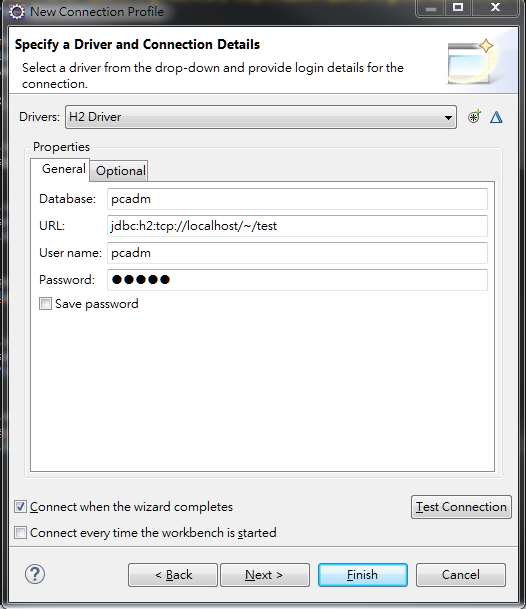 New Connection Profile
Specify a Driver and Connection Details
Select a driver from the drop-down and provide login details for the
connection.
Drivers: H2 Driver
Properties
General Optional
Database: pcadm
URL: jdbc:h2:tcp://localhost/~/test
User name: pcadm
Password: ●●●●●
Save password
Connect when the wizard completes
Test Connection
Connect every time the workbench is started
? < Back Next > Finish Cancel